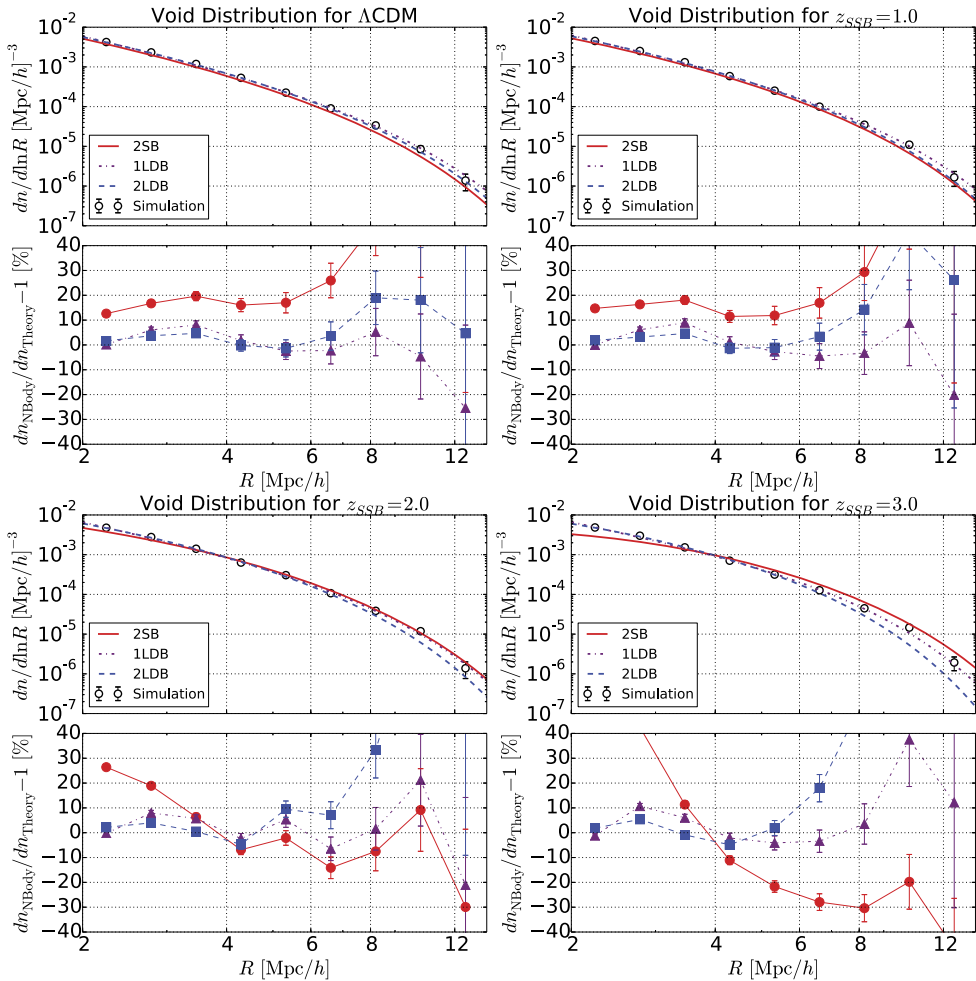 Void Distribution for ΛCDM
10⁻²
10⁻³
10⁻⁴
10⁻⁵
10⁻⁶
10⁻⁷
dn/dlnR [Mpc/h]⁻³
2SB
1LDB
2LDB
Simulation
40
30
20
10
0
−10
−20
−30
−40
dn_NBody/dn_Theory−1 [%]
2 4 6 8 12
R [Mpc/h]
Void Distribution for z_SSB=1.0
10⁻²
10⁻³
10⁻⁴
10⁻⁵
10⁻⁶
10⁻⁷
dn/dlnR [Mpc/h]⁻³
2SB
1LDB
2LDB
Simulation
40
30
20
10
0
−10
−20
−30
−40
dn_NBody/dn_Theory−1 [%]
2 4 6 8 12
R [Mpc/h]
Void Distribution for z_SSB=2.0
10⁻²
10⁻³
10⁻⁴
10⁻⁵
10⁻⁶
10⁻⁷
dn/dlnR [Mpc/h]⁻³
2SB
1LDB
2LDB
Simulation
40
30
20
10
0
−10
−20
−30
−40
dn_NBody/dn_Theory−1 [%]
2 4 6 8 12
R [Mpc/h]
Void Distribution for z_SSB=3.0
10⁻²
10⁻³
10⁻⁴
10⁻⁵
10⁻⁶
10⁻⁷
dn/dlnR [Mpc/h]⁻³
2SB
1LDB
2LDB
Simulation
40
30
20
10
0
−10
−20
−30
−40
dn_NBody/dn_Theory−1 [%]
2 4 6 8 12
R [Mpc/h]